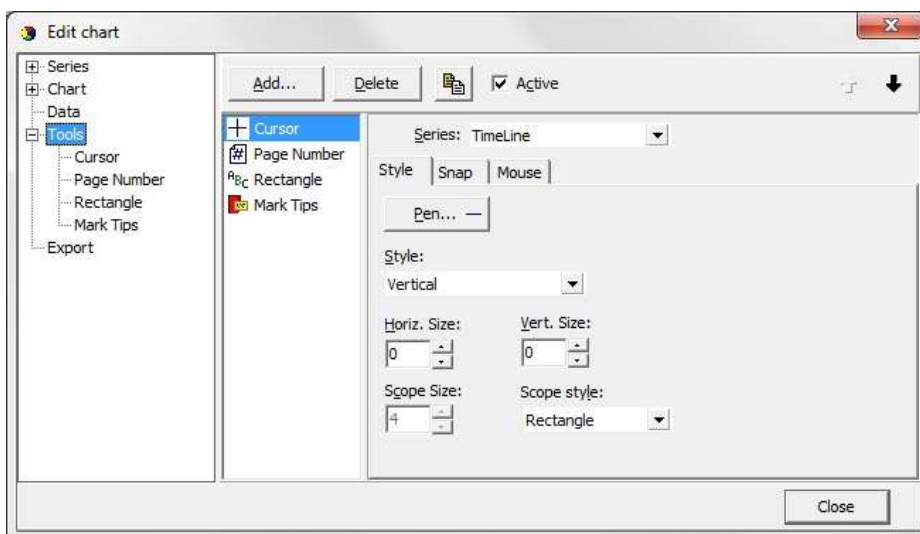 Edit chart
Series
Chart
Data
Tools
Cursor
Page Number
Rectangle
Mark Tips
Export
Add...
Delete
Active
Cursor
Page Number
Rectangle
Mark Tips
Series: TimeLine
Style Snap Mouse
Pen...
Style:
Vertical
Horiz. Size: Vert. Size:
0 0
Scope Size: Scope style:
4 Rectangle
Close